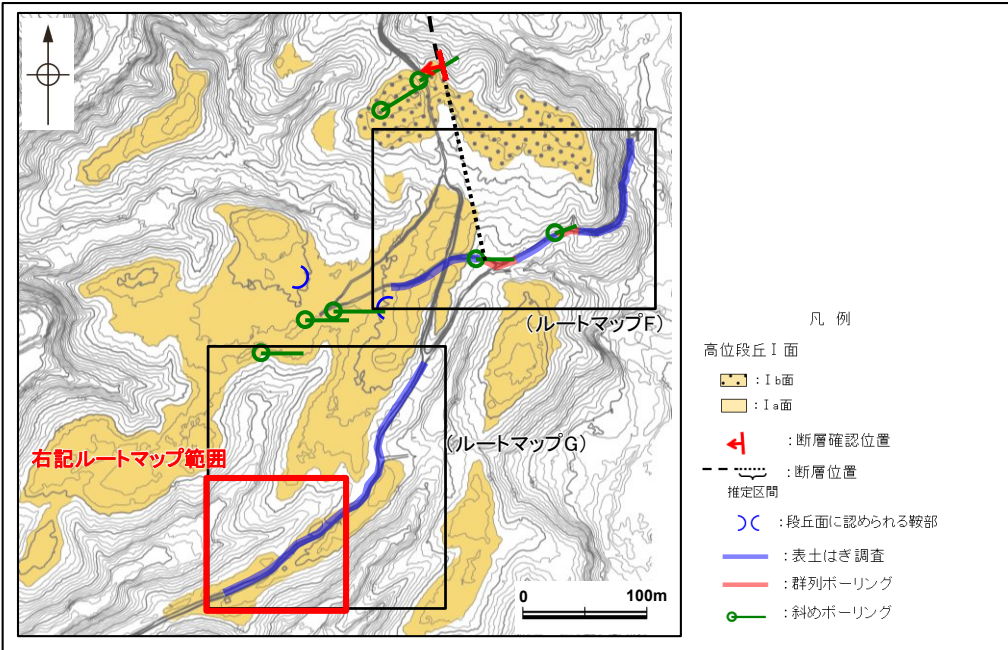 (ルートマップF)
(ルートマップG)
右記ルートマップ範囲
0 100m
凡 例
高位段丘Ⅰ面
：Ⅰb面
：Ⅰa面
：断層確認位置
：断層位置
推定区間
：段丘面に認められる鞍部
：表土はぎ調査
：群列ボーリング
：斜めボーリング